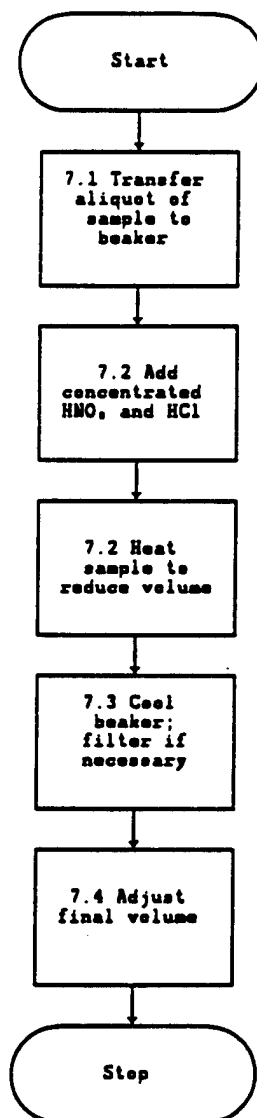 Start
7.1 Transfer
aliquot of
sample to
beaker
7.2 Add
concentrated
HNO₃ and HCl
7.2 Heat
sample to
reduce volume
7.3 Cool
beaker;
filter if
necessary
7.4 Adjust
final volume
Stop